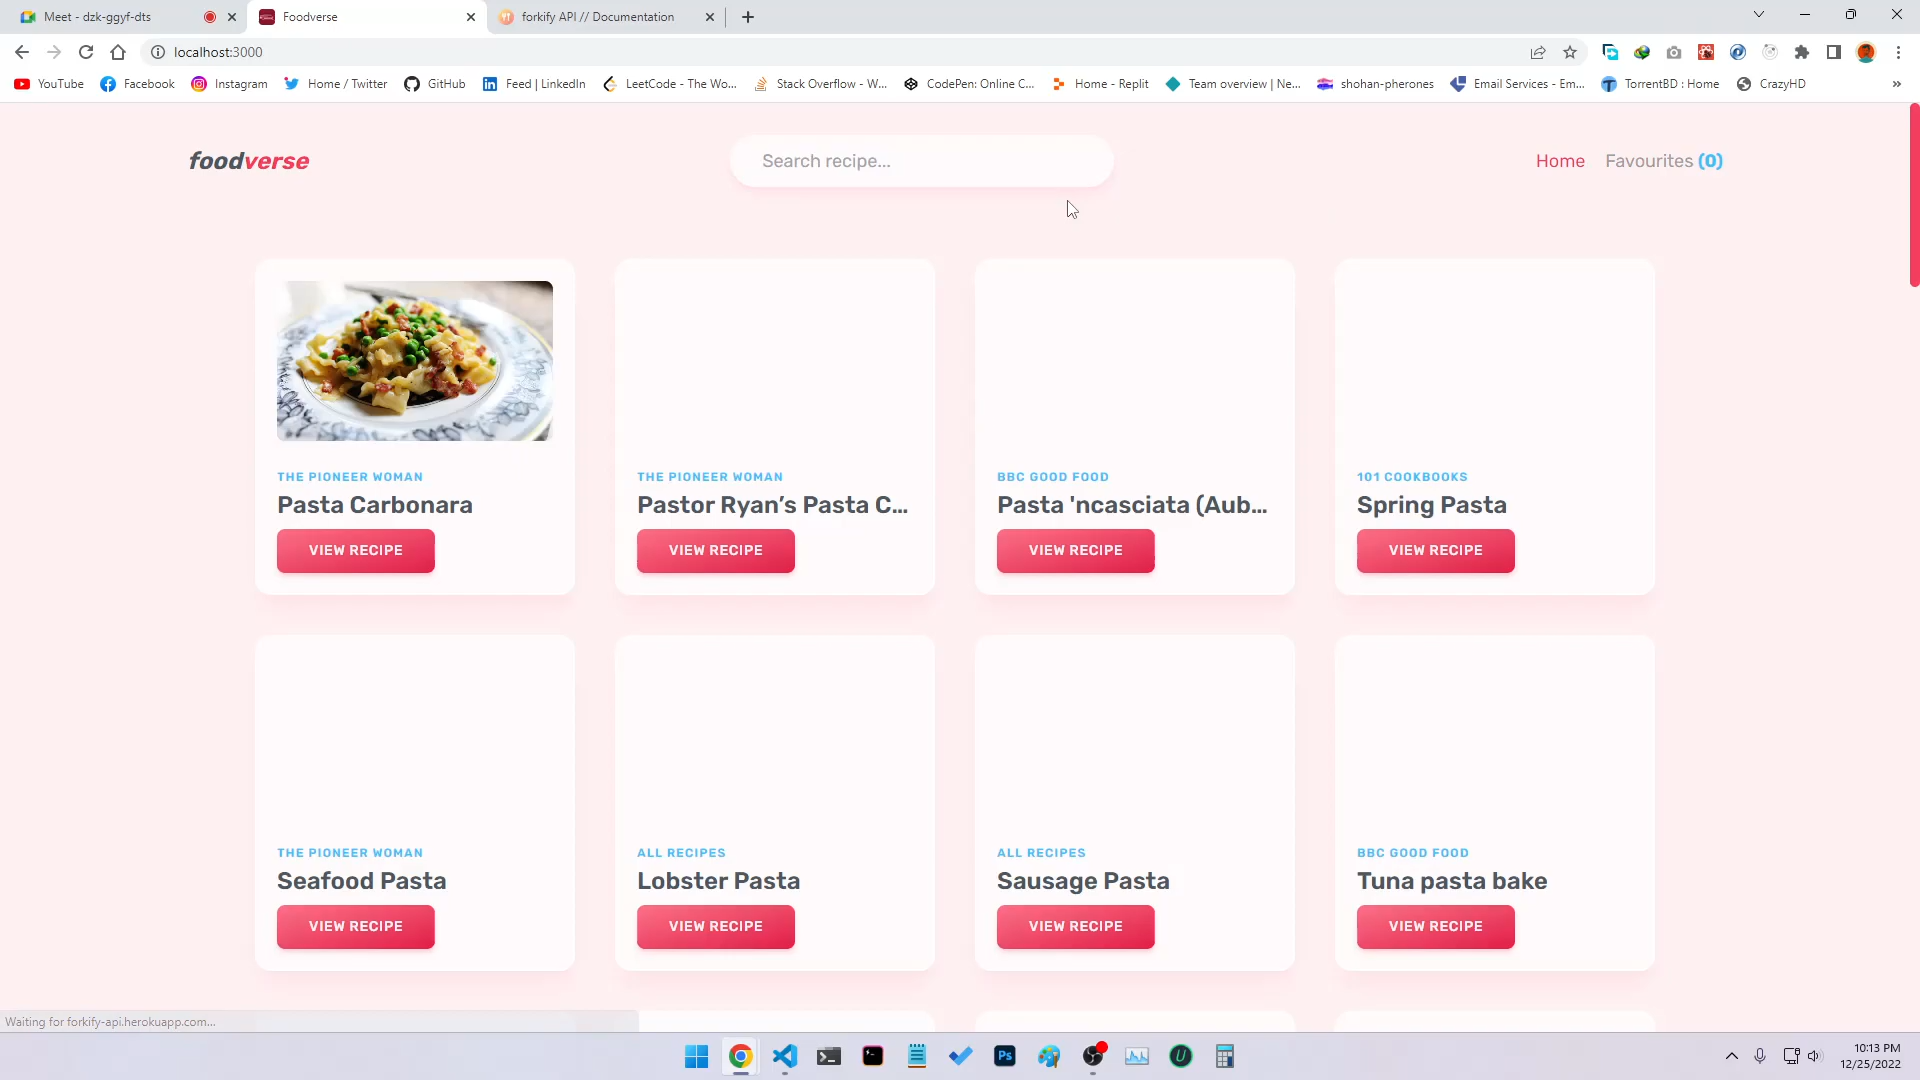 Meet - dzk-ggyf-dts
Foodverse
forkify API // Documentation
localhost:3000
YouTube
Facebook
Instagram
Home / Twitter
GitHub
Feed | LinkedIn
LeetCode - The Wo...
Stack Overflow - W...
CodePen: Online C...
Home - Replit
Team overview | Ne...
shohan-pherones
Email Services - Em...
TorrentBD : Home
CrazyHD
»
foodverse
Search recipe...
Home
Favourites (0)
THE PIONEER WOMAN
Pasta Carbonara
VIEW RECIPE
THE PIONEER WOMAN
Pastor Ryan’s Pasta C...
VIEW RECIPE
BBC GOOD FOOD
Pasta 'ncasciata (Aub...
VIEW RECIPE
101 COOKBOOKS
Spring Pasta
VIEW RECIPE
THE PIONEER WOMAN
Seafood Pasta
VIEW RECIPE
ALL RECIPES
Lobster Pasta
VIEW RECIPE
ALL RECIPES
Sausage Pasta
VIEW RECIPE
BBC GOOD FOOD
Tuna pasta bake
VIEW RECIPE
Waiting for forkify-api.herokuapp.com...
Ps
10:13 PM
12/25/2022